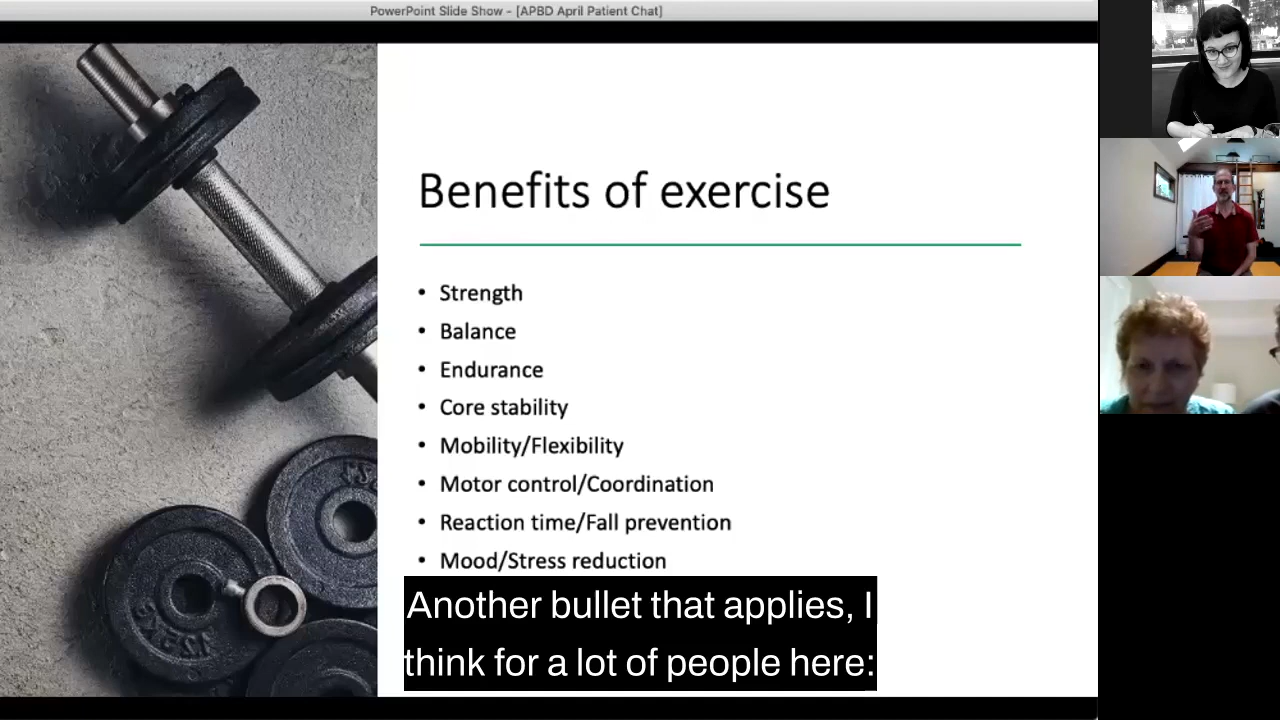 PowerPoint Slide Show - [APBD April Patient Chat]
Benefits of exercise
• Strength
• Balance
• Endurance
• Core stability
• Mobility/Flexibility
• Motor control/Coordination
• Reaction time/Fall prevention
• Mood/Stress reduction
Another bullet that applies, I
think for a lot of people here: